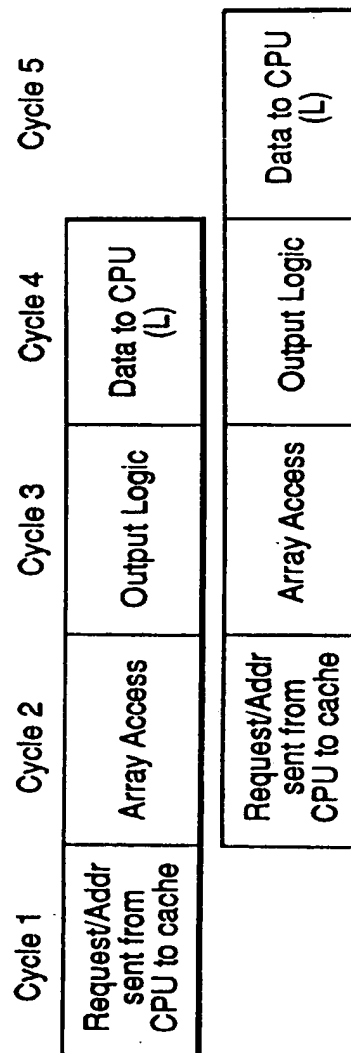 Cycle 1
Cycle 2
Cycle 3
Cycle 4
Cycle 5
Request/Addr
sent from
CPU to cache
Array Access
Output Logic
Data to CPU
(L)
Request/Addr
sent from
CPU to cache
Array Access
Output Logic
Data to CPU
(L)